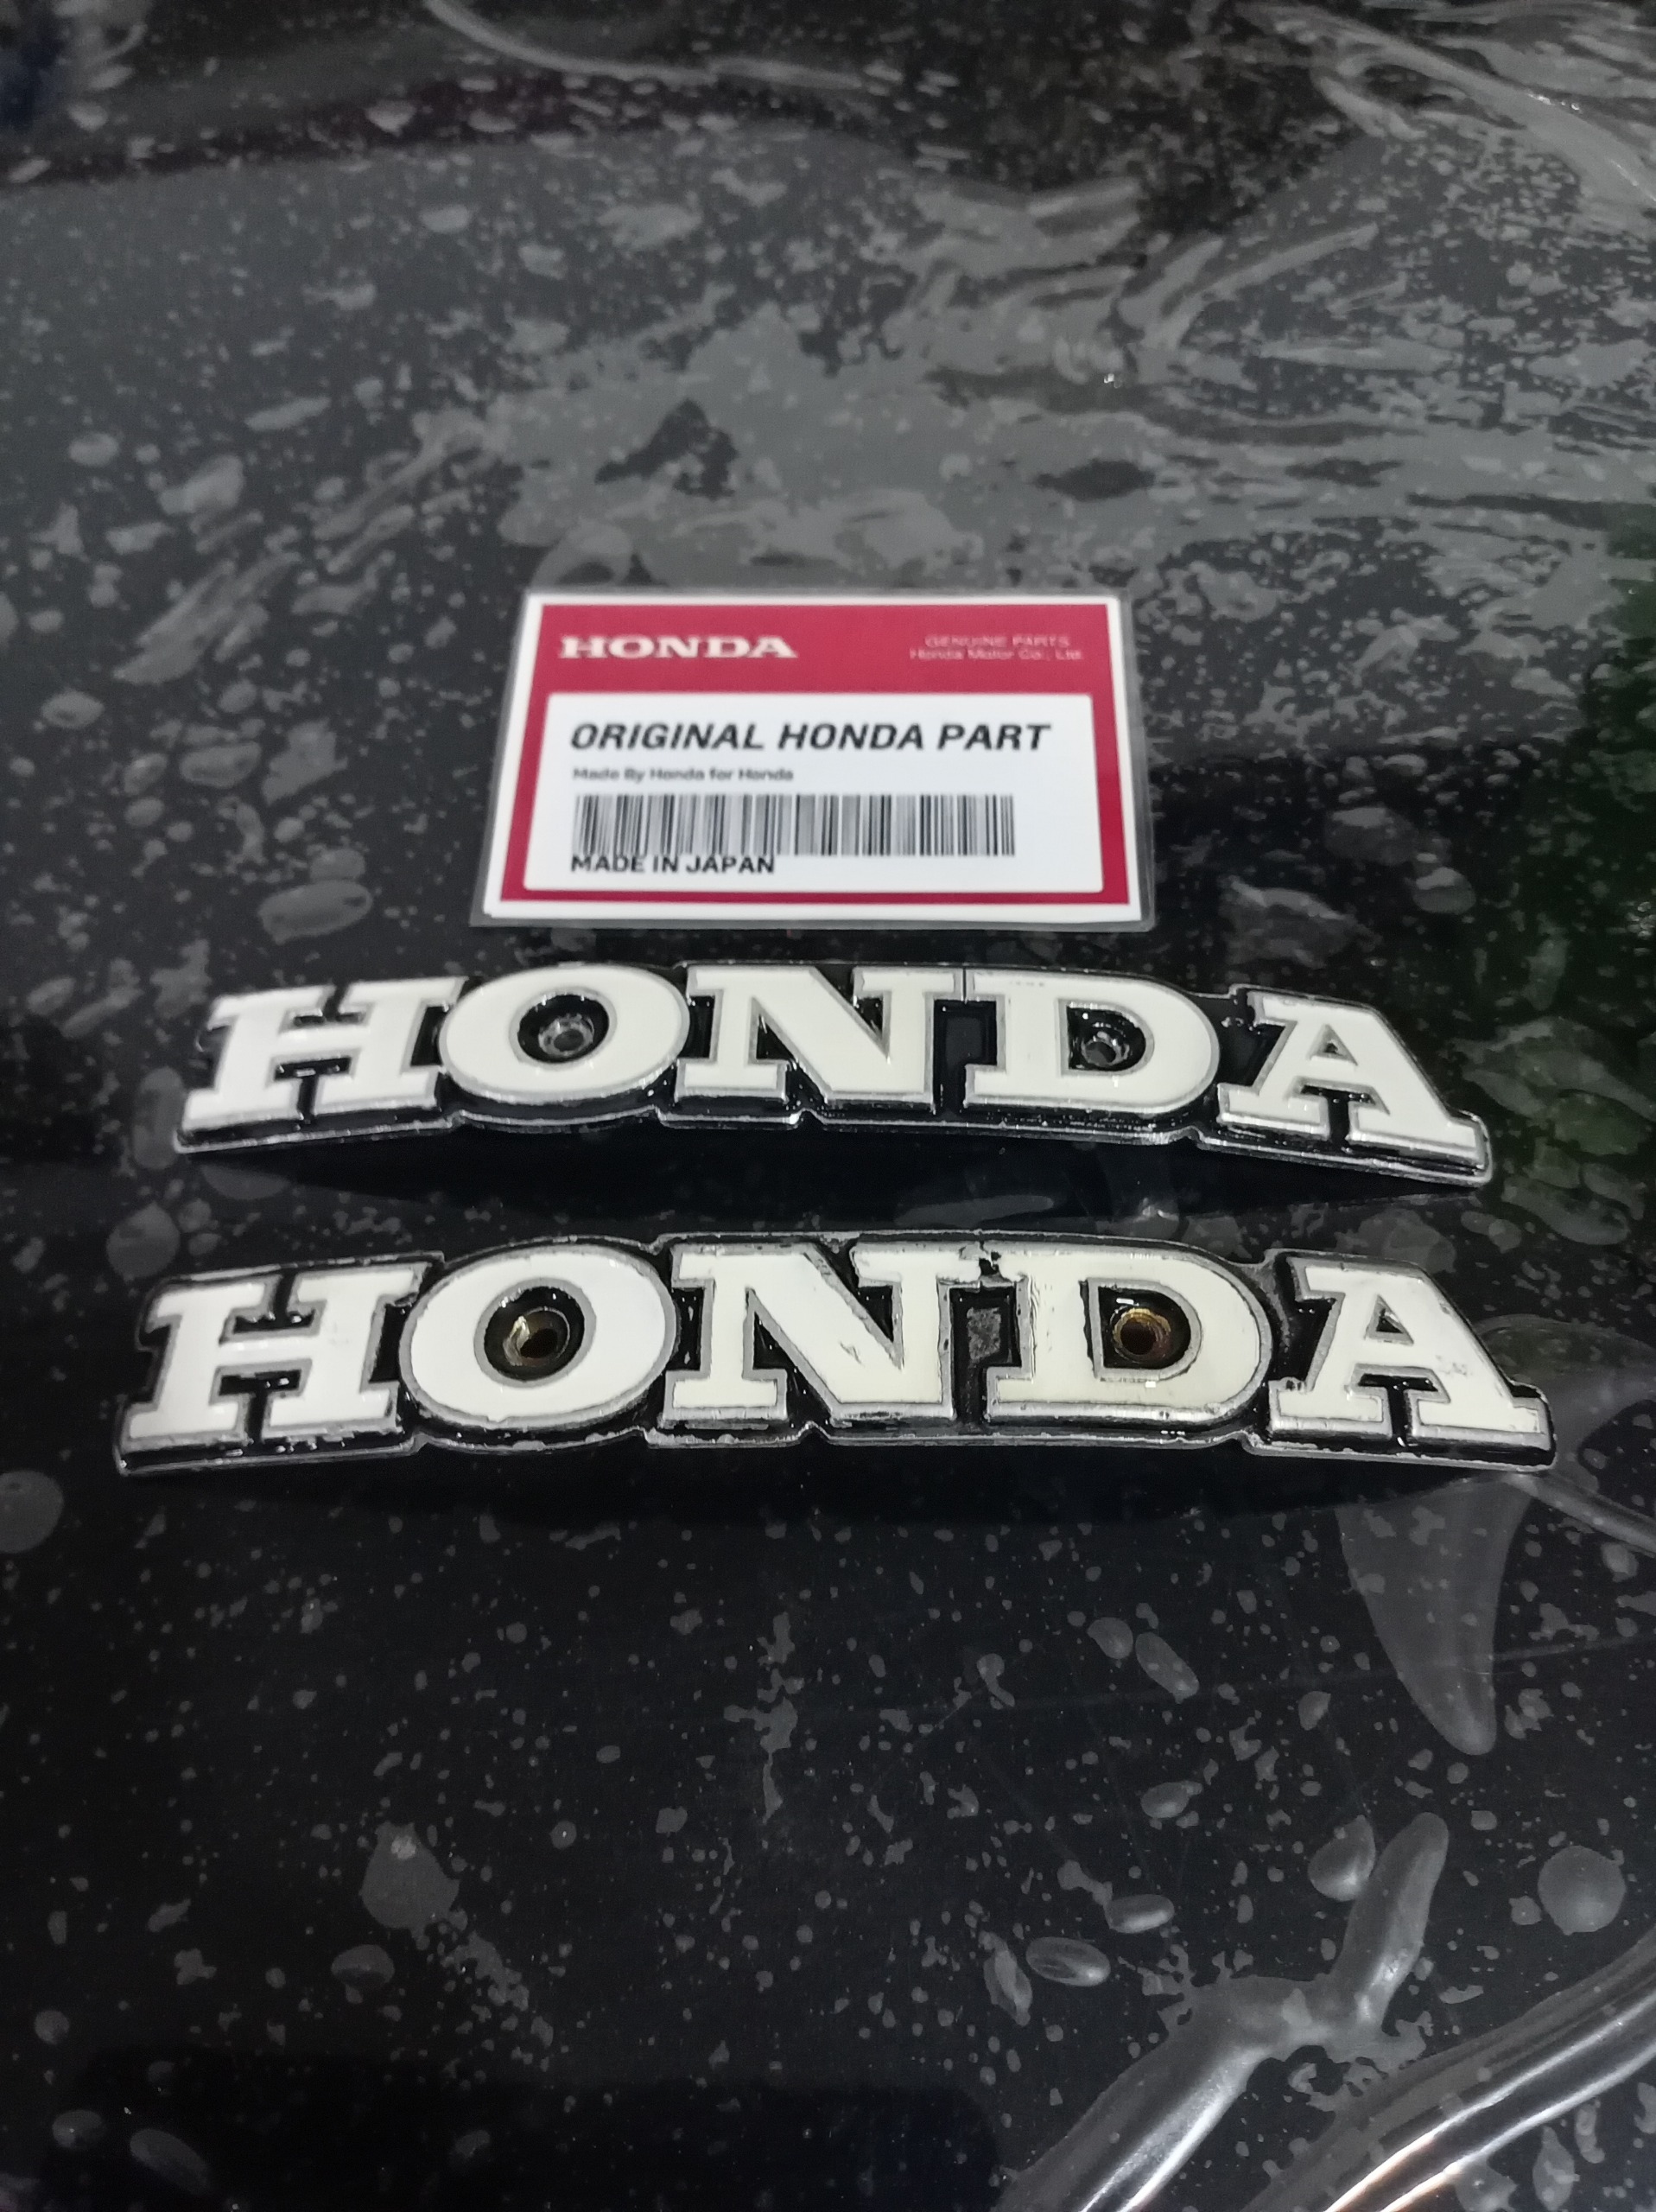 HONDA
GENUINE PARTS
Honda Motor Co., Ltd.
ORIGINAL HONDA PART
Made By Honda for Honda
MADE IN JAPAN
HONDA
HONDA